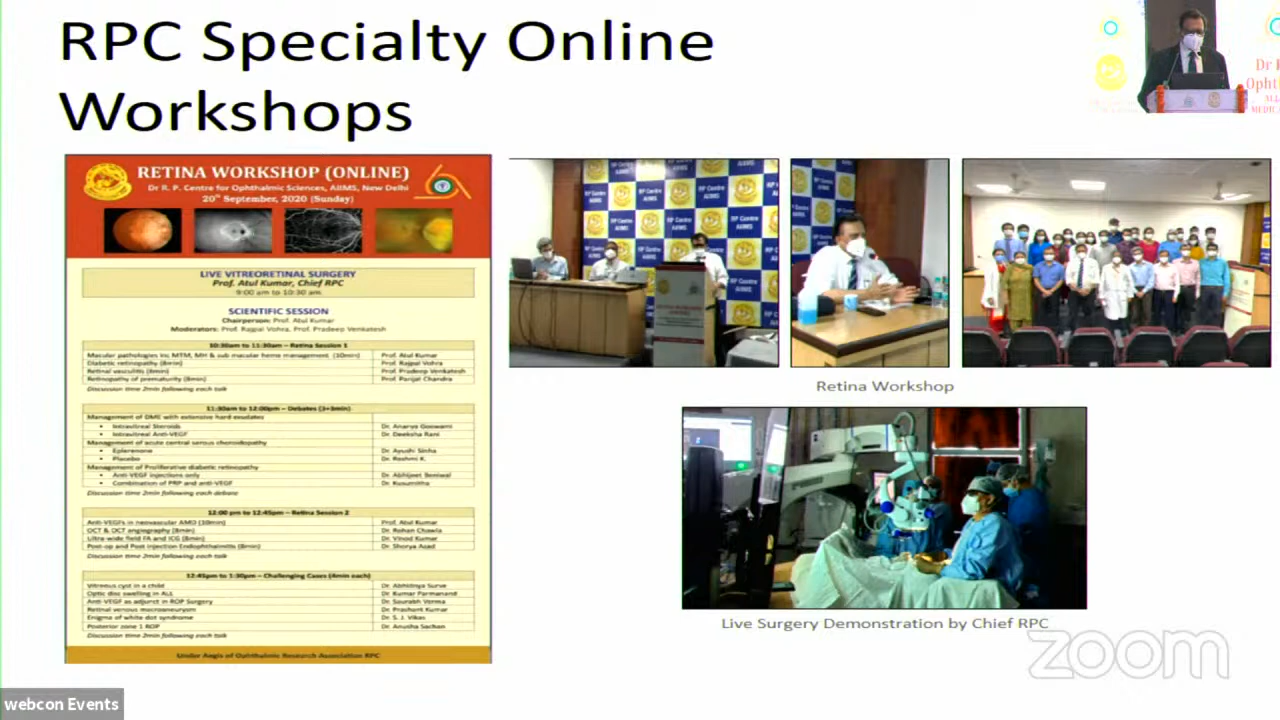 RPC Specialty Online
Workshops
RETINA WORKSHOP (ONLINE)
Dr R. P. Centre for Ophthalmic Sciences, AIIMS, New Delhi
20th September, 2020 (Sunday)
LIVE VITREORETINAL SURGERY
Prof. Atul Kumar, Chief RPC
9:00 am to 10:30 am
SCIENTIFIC SESSION
Chairperson: Prof. Atul Kumar
Moderators: Prof. Rajpal Vohra, Prof. Pradeep Venkatesh
10:30am to 11:30am – Retina Session 1
Macular pathologies inc MTM, MH & sub macular heme management (10min) Prof. Atul Kumar
Diabetic retinopathy (8min) Prof. Rajpal Vohra
Retinal vasculitis (8min) Prof. Pradeep Venkatesh
Retinopathy of prematurity (8min) Prof. Parijat Chandra
Discussion time 2min following each talk
11:30am to 12:00pm – Debates (3+3min)
Management of DME with extensive hard exudates
• Intravitreal Steroids Dr. Ananya Goswami
• Intravitreal Anti-VEGF Dr. Deeksha Rani
Management of acute central serous choroidopathy
• Eplerenone Dr. Ayushi Sinha
• Placebo Dr. Rashmi K.
Management of Proliferative diabetic retinopathy
• Anti-VEGF injections only Dr. Abhijeet Beniwal
• Combination of PRP and anti-VEGF Dr. Kusumitha
Discussion time 2min following each debate
12:00 pm to 12:45pm – Retina Session 2
Anti-VEGFs in neovascular AMD (10min) Prof. Atul Kumar
OCT & OCT angiography (8min) Dr. Rohan Chawla
Ultra-wide field FA and ICG (8min) Dr. Vinod Kumar
Post-op and Post injection Endophthalmitis (8min) Dr. Shorya Azad
Discussion time 2min following each talk
12:45pm to 1:30pm – Challenging Cases (4min each)
Vitreous cyst in a child Dr. Abhidnya Surve
Optic disc swelling in ALL Dr. Kumar Parmanand
Anti-VEGF as adjunct in ROP Surgery Dr. Saurabh Verma
Retinal venous macroaneurysm Dr. Prashant Kumar
Enigma of white dot syndrome Dr. S. J. Vikas
Posterior zone 1 ROP Dr. Anusha Sachan
Discussion time 2min following each talk
Under Aegis of Ophthalmic Research Association RPC
RP Centre
AIIMS
Retina Workshop
Live Surgery Demonstration by Chief RPC
zoom
webcon Events